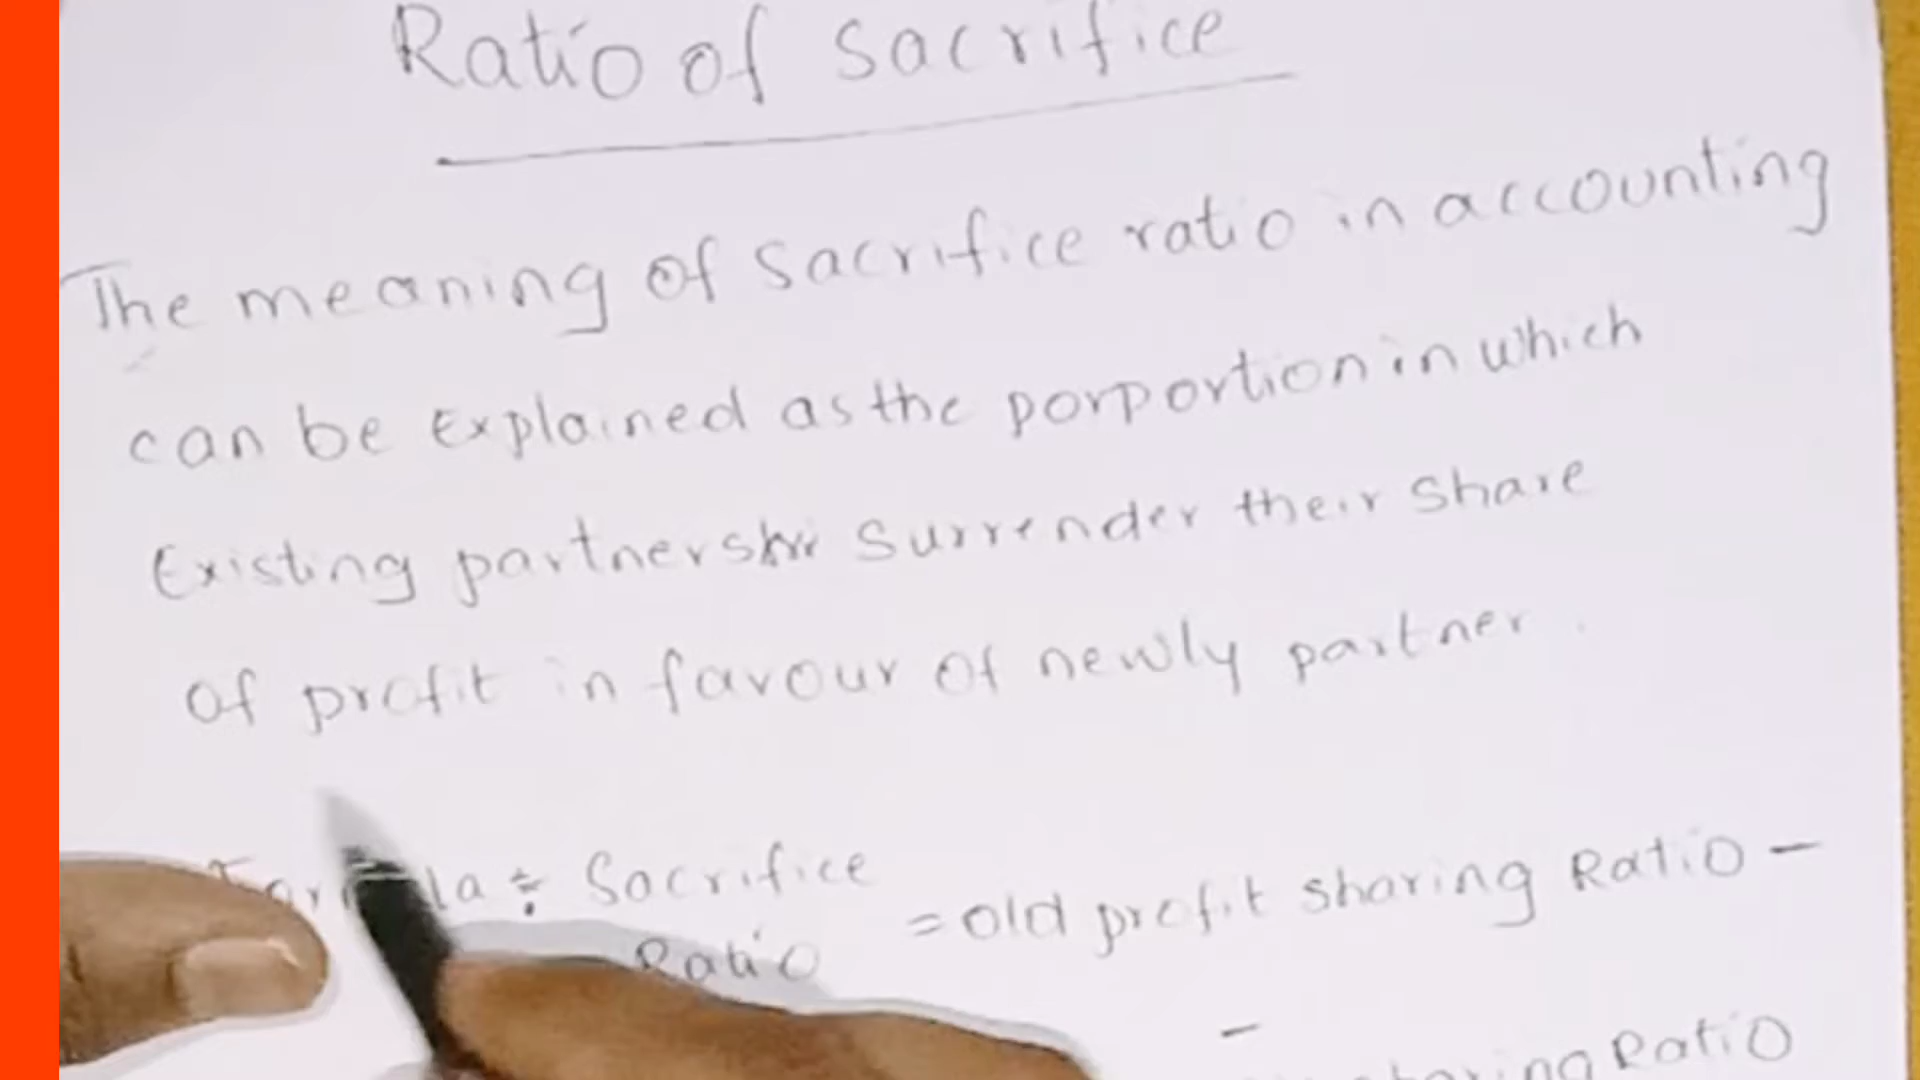 Ratio of Sacrifice
The meaning of Sacrifice ratio in accounting
can be Explained as the porportion in which
Existing partners Surrender their Share
of profit in favour of newly partner.
Sacrifice = old profit sharing Ratio -
Ratio
-
Ratio